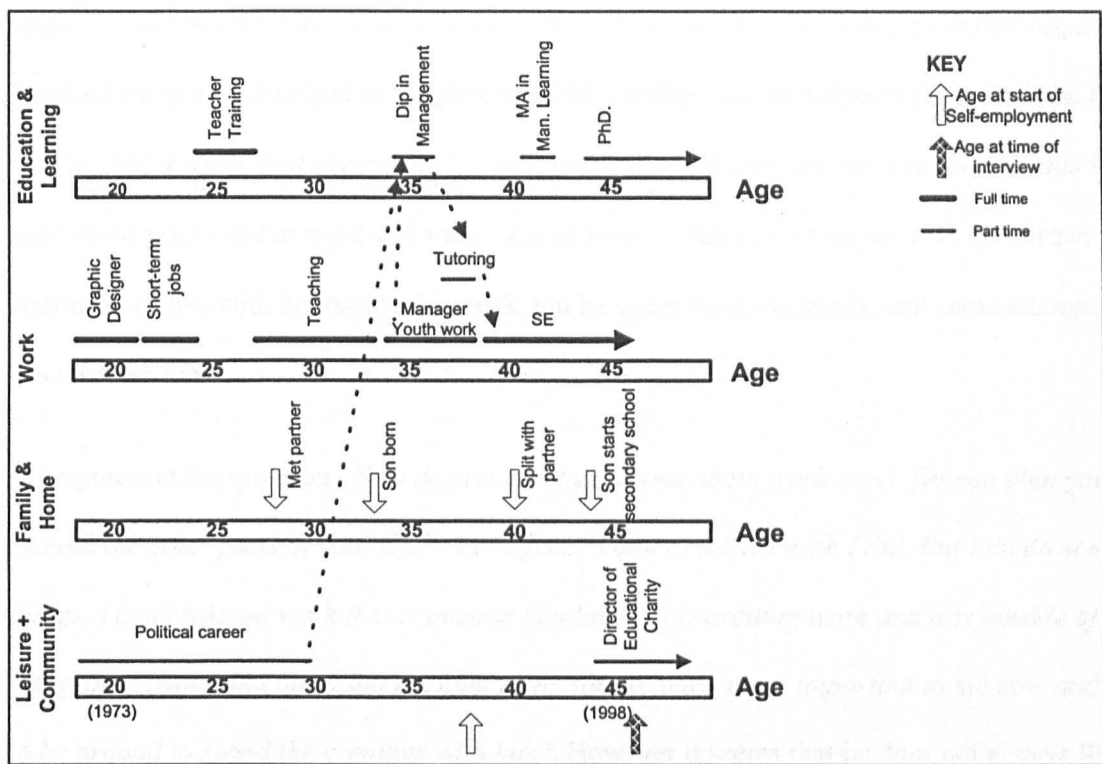 KEY
Age at start of
Self-employment
Age at time of
interview
Full time
Part time
Education &
Learning
Teacher
Training
Dip in
Management
MA in
Man. Learning
PhD.
20 25 30 35 40 45 Age
Work
Graphic
Designer
Short-term
jobs
Teaching
Manager
Youth work
Tutoring
SE
20 25 30 35 40 45 Age
Family &
Home
Met partner
Son born
Split with
partner
Son starts
secondary school
20 25 30 35 40 45 Age
Leisure +
Community
Political career
Director of
Educational
Charity
20 25 30 35 40 45 Age
(1973)
(1998)